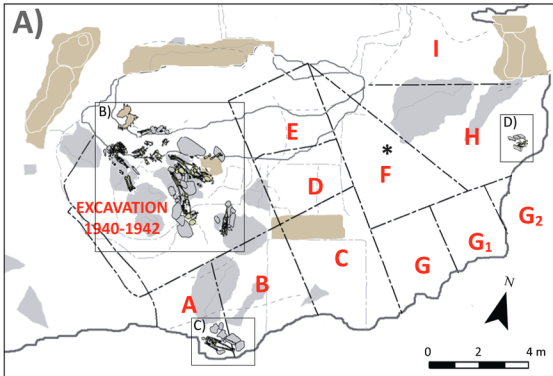 A)
I
B)
D)
E
H
*
F
D
EXCAVATION
1940-1942
G₂
G₁
C
G
B
A
N
C)
0 2 4 m